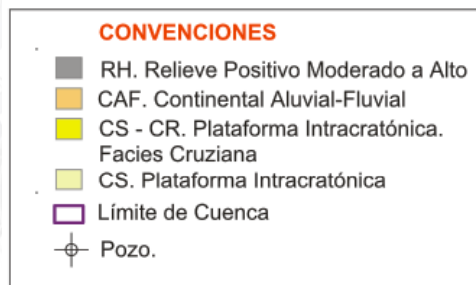 CONVENCIONES
RH. Relieve Positivo Moderado a Alto
CAF. Continental Aluvial-Fluvial
CS - CR. Plataforma Intracratónica.
Facies Cruziana
CS. Plataforma Intracratónica
Límite de Cuenca
Pozo.